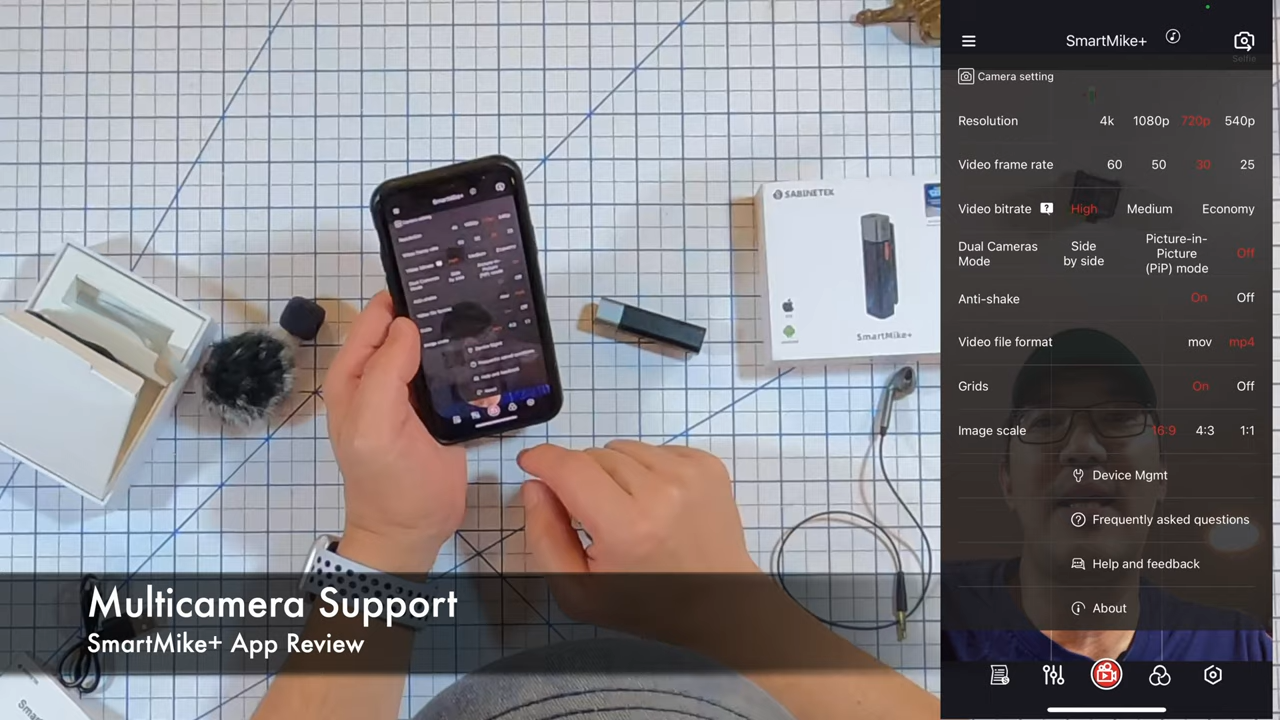 SmartMike+
Selfie
Camera setting
Resolution 4k 1080p 720p 540p
Video frame rate 60 50 30 25
Video bitrate High Medium Economy
Dual Cameras Mode Side by side Picture-in-Picture (PiP) mode Off
Anti-shake On Off
Video file format mov mp4
Grids On Off
Image scale 16:9 4:3 1:1
Device Mgmt
Frequently asked questions
Help and feedback
About
SABINETEK
SmartMike+
SmartMike+
Multicamera Support
SmartMike+ App Review